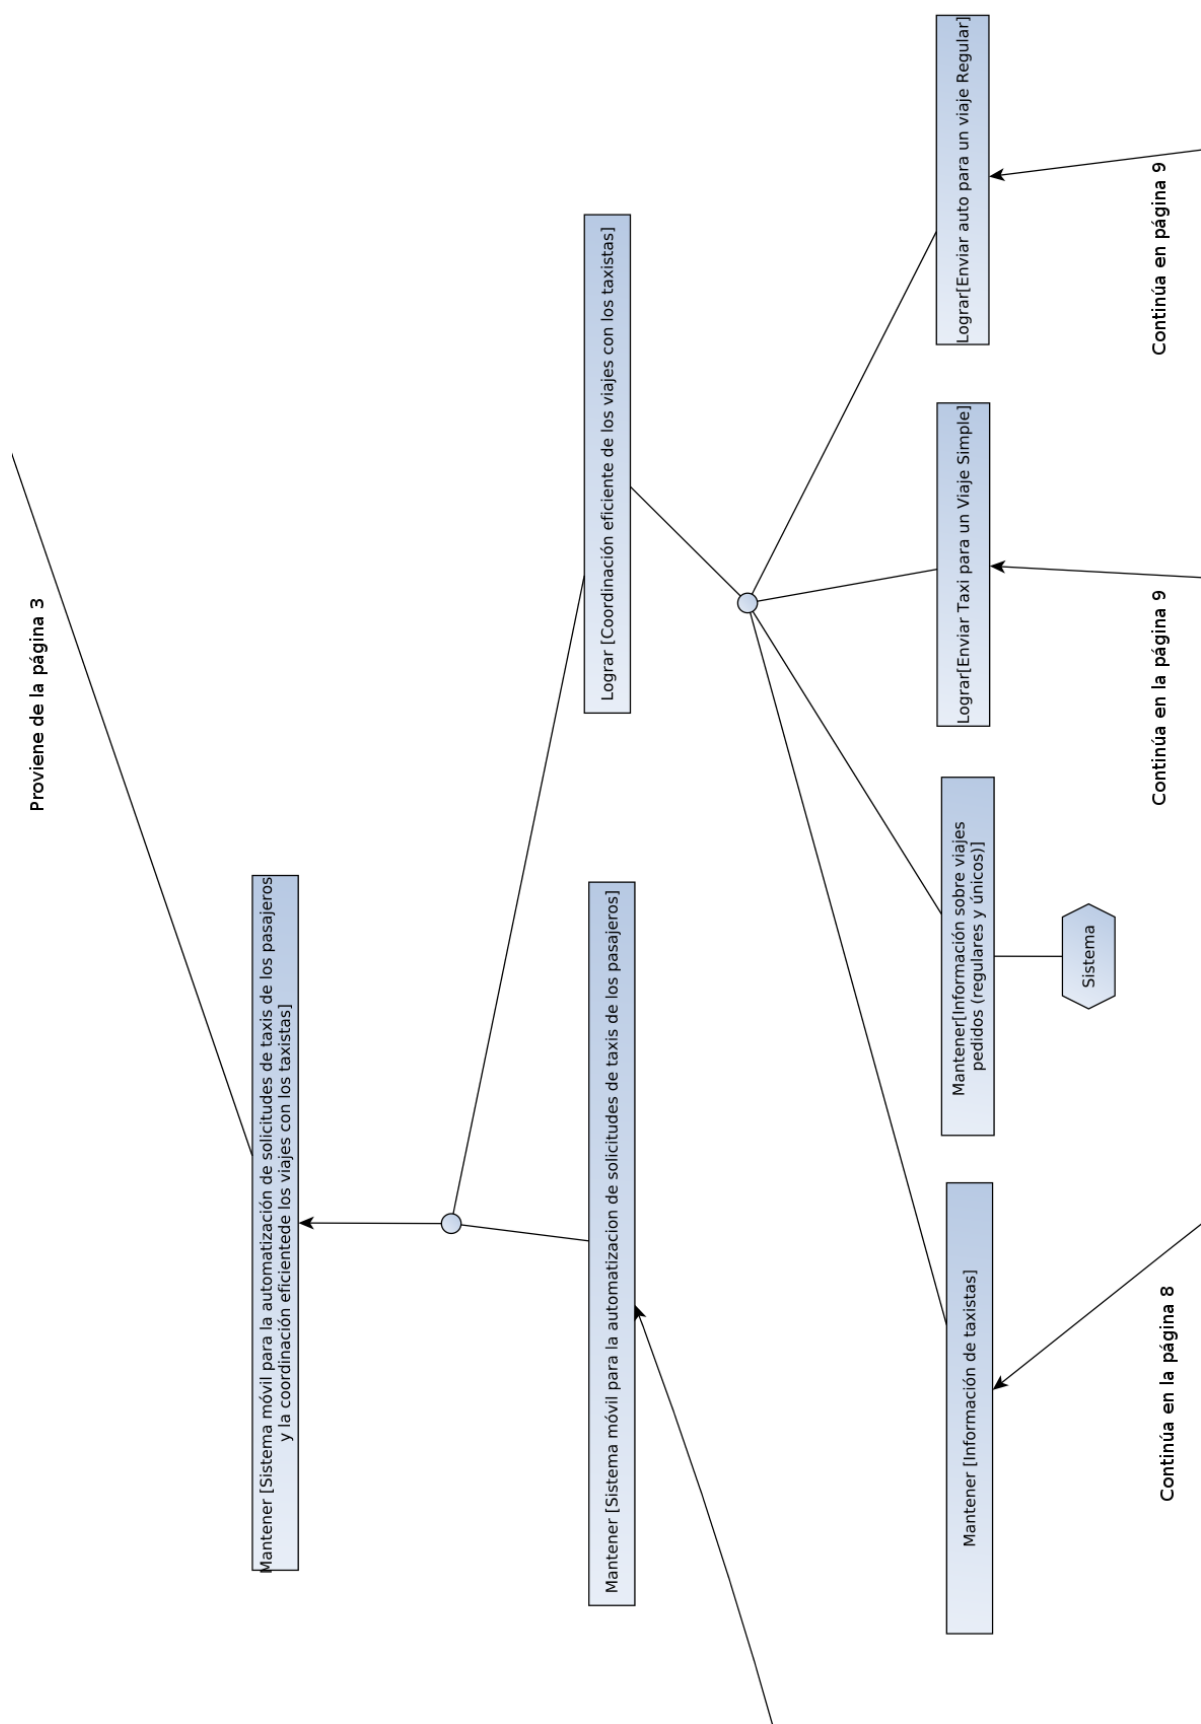 Proviene de la página 3
Mantener [Sistema móvil para la automatización de solicitudes de taxis de los pasajeros
y la coordinación eficientede los viajes con los taxistas]
Mantener [Sistema móvil para la automatizacion de solicitudes de taxis de los pasajeros]
Lograr [Coordinación eficiente de los viajes con los taxistas]
Mantener [Información de taxistas]
Mantener[Información sobre viajes
pedidos (regulares y únicos)]
Lograr[Enviar Taxi para un Viaje Simple]
Lograr[Enviar auto para un viaje Regular]
Sistema
Continúa en la página 8
Continúa en la página 9
Continúa en página 9